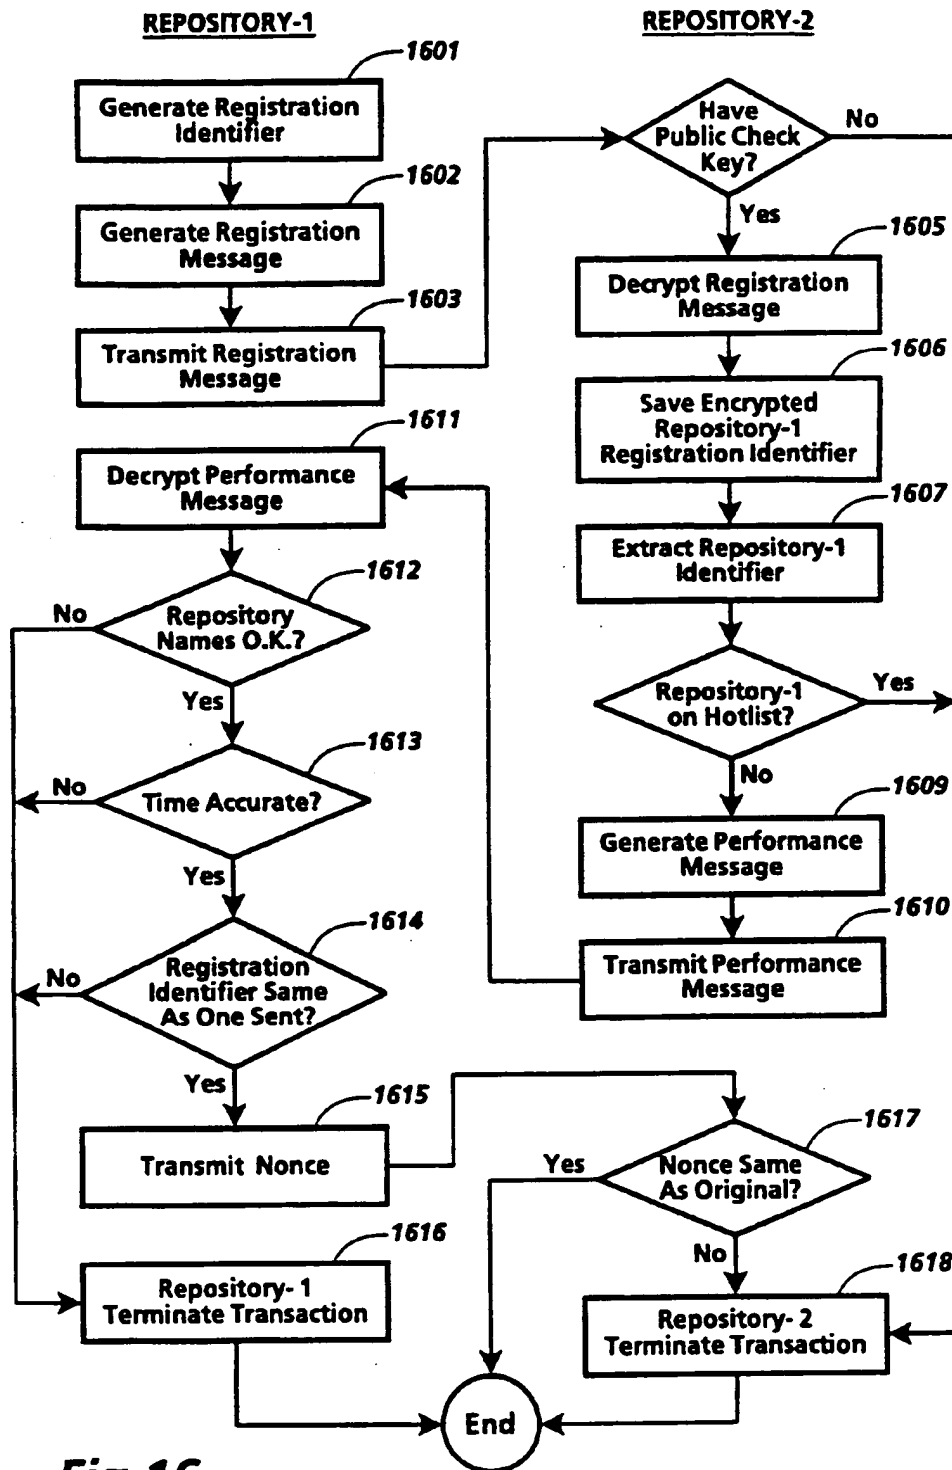 REPOSITORY-1
1601
Generate Registration
Identifier
1602
Generate Registration
Message
1603
Transmit Registration
Message
1611
Decrypt Performance
Message
1612
Repository
Names O.K.?
No
Yes
1613
Time Accurate?
No
Yes
1614
Registration
Identifier Same
As One Sent?
No
Yes
1615
Transmit Nonce
1616
Repository- 1
Terminate Transaction
REPOSITORY-2
Have
Public Check
Key?
No
Yes
1605
Decrypt Registration
Message
1606
Save Encrypted
Repository-1
Registration Identifier
1607
Extract Repository-1
Identifier
Repository-1
on Hotlist?
Yes
No
1609
Generate Performance
Message
1610
Transmit Performance
Message
1617
Nonce Same
As Original?
Yes
No
1618
Repository- 2
Terminate Transaction
End